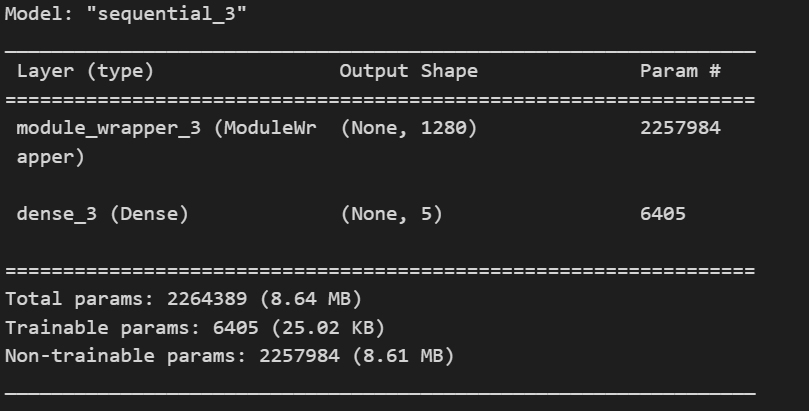 Model: "sequential_3"
_________________________________________________________________
Layer (type) Output Shape Param #
=================================================================
module_wrapper_3 (ModuleWr (None, 1280) 2257984
apper)
dense_3 (Dense) (None, 5) 6405
=================================================================
Total params: 2264389 (8.64 MB)
Trainable params: 6405 (25.02 KB)
Non-trainable params: 2257984 (8.61 MB)
_________________________________________________________________